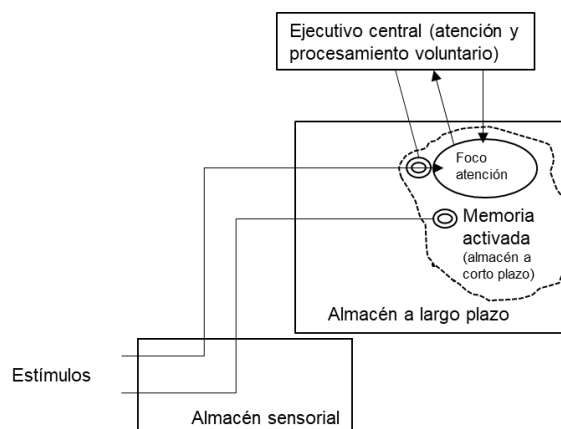 Ejecutivo central (atención y
procesamiento voluntario)
Foco
atención
Memoria
activada
(almacén a
corto plazo)
Almacén a largo plazo
Estímulos
Almacén sensorial